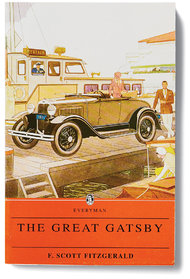 EVERYMAN
THE GREAT GATSBY
F. SCOTT FITZGERALD